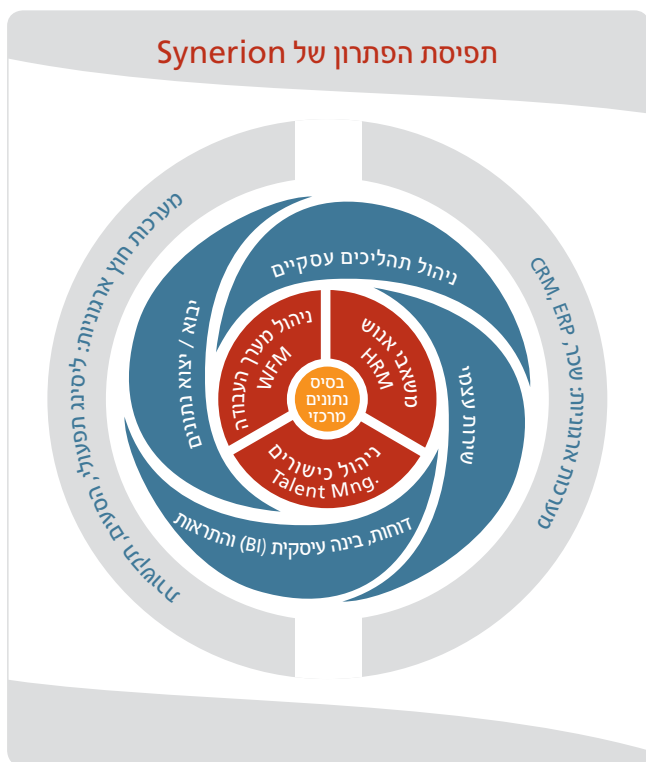 תפיסת הפתרון של Synerion
מערכות ארגוניות: שכר, CRM, ERP
מערכות חוץ ארגוניות: ליסינג תפעולי, הסעים, תקשורת
ניהול תהליכים עסקיים
שירות עצמי
דוחות, בינה עיסקית (BI) והתראות
יבוא / יצוא נתונים
משאבי אנוש
HRM
ניהול מערך העבודה
WFM
ניהול כישורים
Talent Mng.
בסיס
נתונים
מרכזי